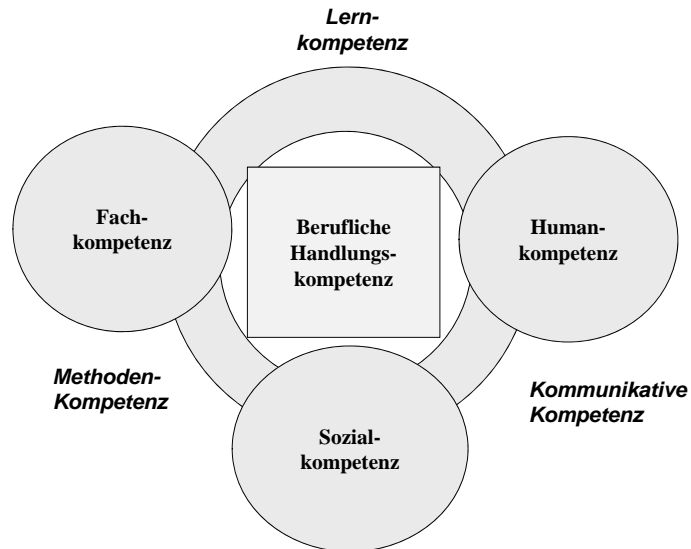 Lern-
kompetenz
Fach-
kompetenz
Berufliche
Handlungs-
kompetenz
Human-
kompetenz
Methoden-
Kompetenz
Kommunikative
Kompetenz
Sozial-
kompetenz